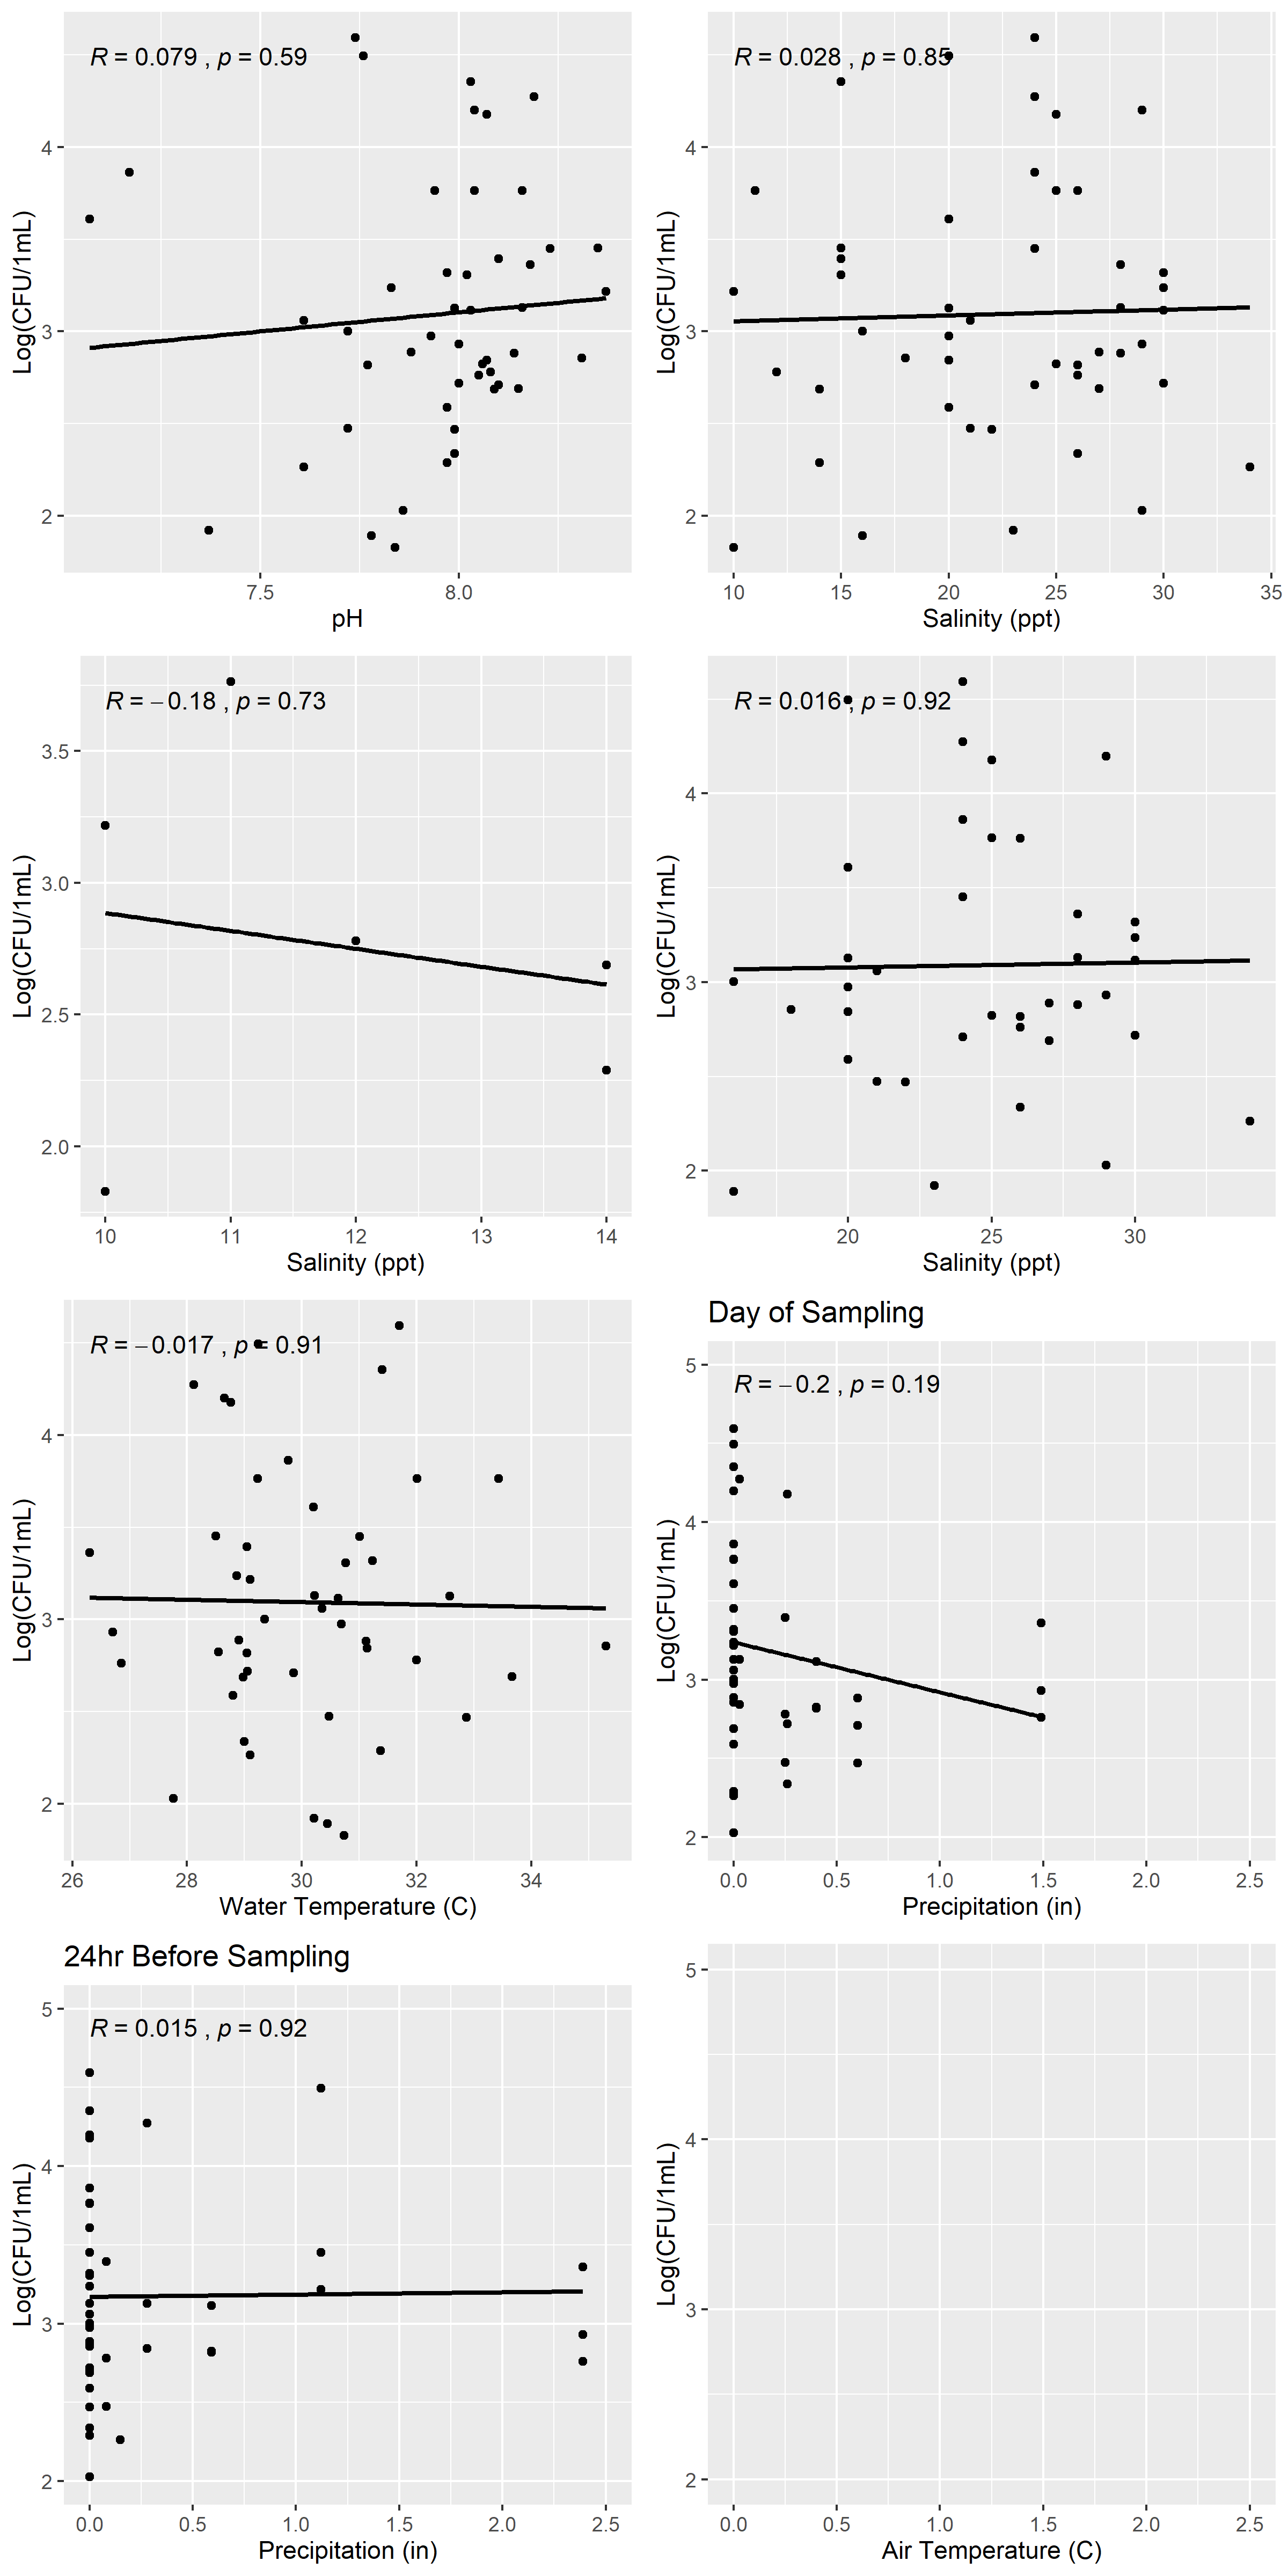 R = 0.079 , p = 0.59
4
3
2
Log(CFU/1mL)
7.5 8.0
pH
R = 0.028 , p = 0.85
4
3
2
Log(CFU/1mL)
10 15 20 25 30 35
Salinity (ppt)
R = −0.18 , p = 0.73
3.5
3.0
2.5
2.0
Log(CFU/1mL)
10 11 12 13 14
Salinity (ppt)
R = 0.016 , p = 0.92
4
3
2
Log(CFU/1mL)
20 25 30
Salinity (ppt)
R = −0.017 , p = 0.91
4
3
2
Log(CFU/1mL)
26 28 30 32 34
Water Temperature (C)
Day of Sampling
R = −0.2 , p = 0.19
5
4
3
2
Log(CFU/1mL)
0.0 0.5 1.0 1.5 2.0 2.5
Precipitation (in)
24hr Before Sampling
R = 0.015 , p = 0.92
5
4
3
2
Log(CFU/1mL)
0.0 0.5 1.0 1.5 2.0 2.5
Precipitation (in)
5
4
3
2
Log(CFU/1mL)
0.0 0.5 1.0 1.5 2.0 2.5
Air Temperature (C)